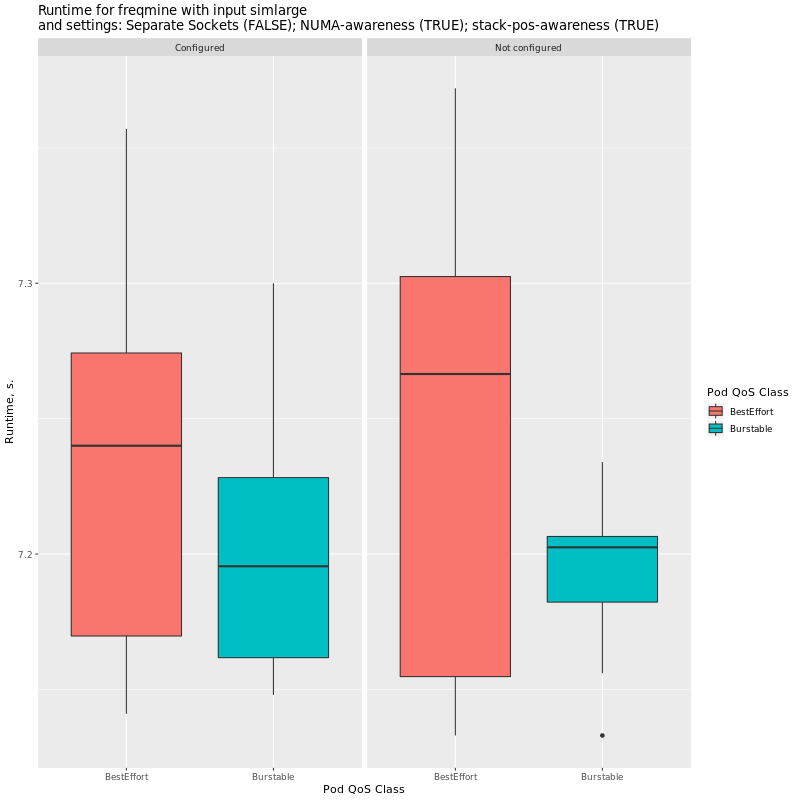 Runtime for freqmine with input simlarge
and settings: Separate Sockets (FALSE); NUMA-awareness (TRUE); stack-pos-awareness (TRUE)
Configured
Not configured
7.3
7.2
Runtime, s.
BestEffort
Burstable
BestEffort
Burstable
Pod QoS Class
Pod QoS Class
BestEffort
Burstable